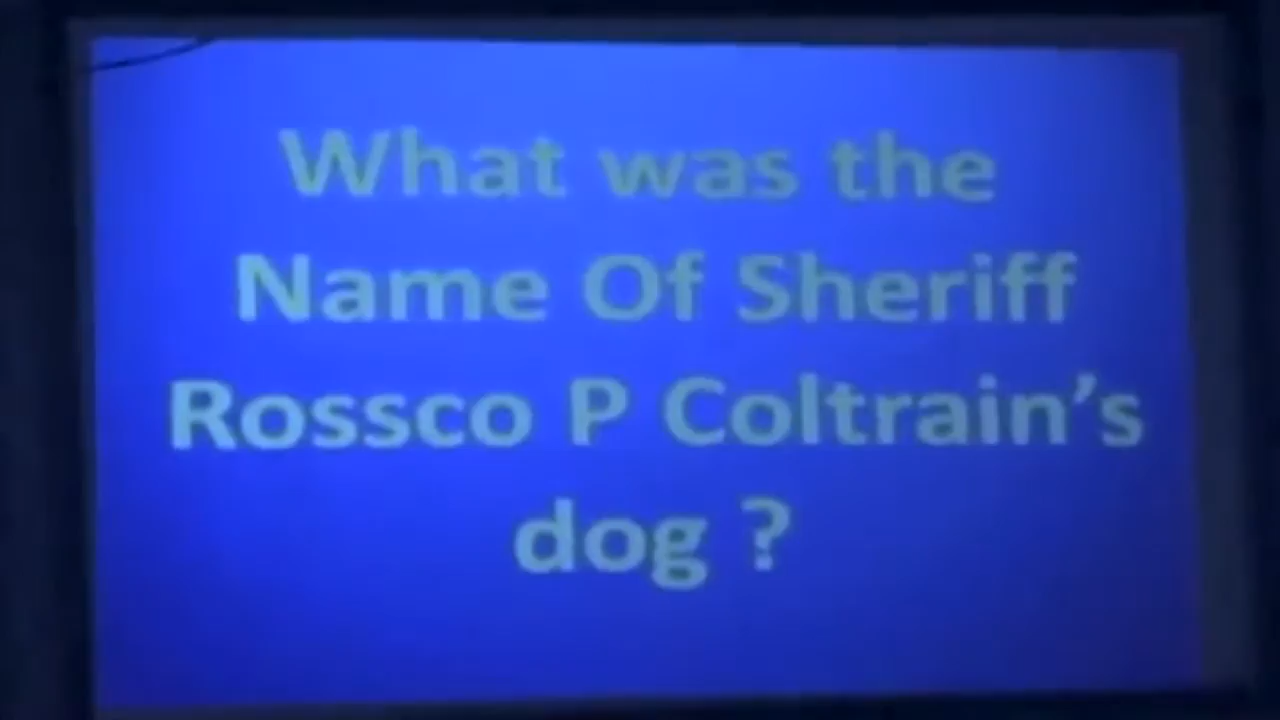 What was the
Name Of Sheriff
Rossco P Coltrain’s
dog ?